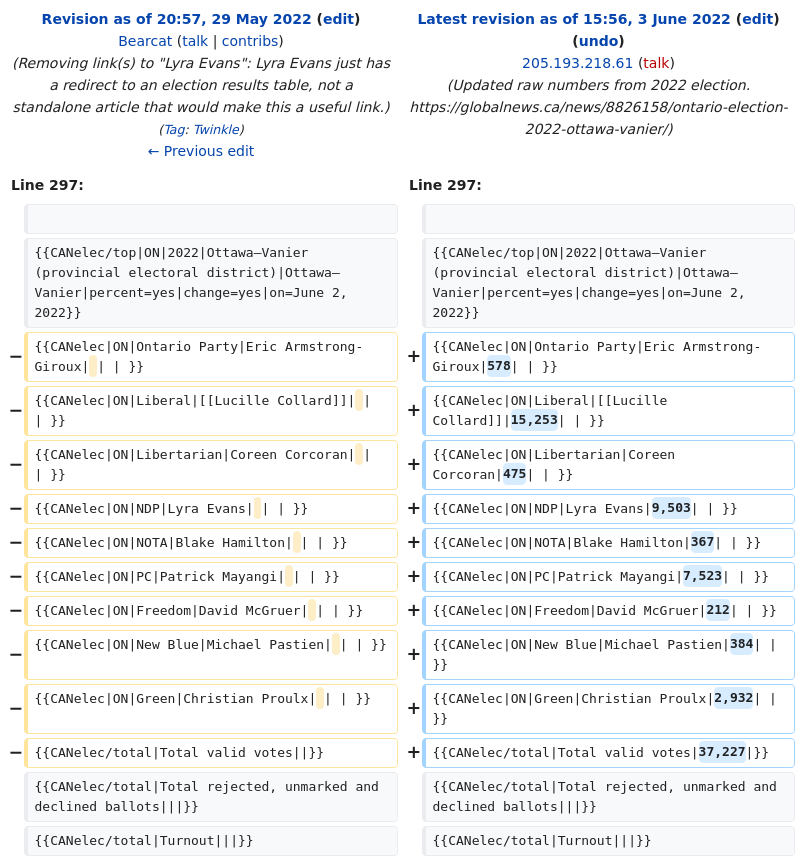 Revision as of 20:57, 29 May 2022 (edit)
Bearcat (talk | contribs)
(Removing link(s) to "Lyra Evans": Lyra Evans just has
a redirect to an election results table, not a
standalone article that would make this a useful link.)
(Tag: Twinkle)
← Previous edit
Latest revision as of 15:56, 3 June 2022 (edit)
(undo)
205.193.218.61 (talk)
(Updated raw numbers from 2022 election.
https://globalnews.ca/news/8826158/ontario-election-
2022-ottawa-vanier/)
Line 297:
Line 297:
{{CANelec/top|ON|2022|Ottawa—Vanier
(provincial electoral district)|Ottawa—
Vanier|percent=yes|change=yes|on=June 2,
2022}}
{{CANelec/top|ON|2022|Ottawa—Vanier
(provincial electoral district)|Ottawa—
Vanier|percent=yes|change=yes|on=June 2,
2022}}
− {{CANelec|ON|Ontario Party|Eric Armstrong-
Giroux| | | }}
+ {{CANelec|ON|Ontario Party|Eric Armstrong-
Giroux|578| | }}
− {{CANelec|ON|Liberal|[[Lucille Collard]]| |
| }}
+ {{CANelec|ON|Liberal|[[Lucille
Collard]]|15,253| | }}
− {{CANelec|ON|Libertarian|Coreen Corcoran| |
| }}
+ {{CANelec|ON|Libertarian|Coreen
Corcoran|475| | }}
− {{CANelec|ON|NDP|Lyra Evans| | | }}
+ {{CANelec|ON|NDP|Lyra Evans|9,503| | }}
− {{CANelec|ON|NOTA|Blake Hamilton| | | }}
+ {{CANelec|ON|NOTA|Blake Hamilton|367| | }}
− {{CANelec|ON|PC|Patrick Mayangi| | | }}
+ {{CANelec|ON|PC|Patrick Mayangi|7,523| | }}
− {{CANelec|ON|Freedom|David McGruer| | | }}
+ {{CANelec|ON|Freedom|David McGruer|212| | }}
− {{CANelec|ON|New Blue|Michael Pastien| | | }}
+ {{CANelec|ON|New Blue|Michael Pastien|384| |
}}
− {{CANelec|ON|Green|Christian Proulx| | | }}
+ {{CANelec|ON|Green|Christian Proulx|2,932| |
}}
− {{CANelec/total|Total valid votes||}}
+ {{CANelec/total|Total valid votes|37,227|}}
{{CANelec/total|Total rejected, unmarked and
declined ballots|||}}
{{CANelec/total|Total rejected, unmarked and
declined ballots|||}}
{{CANelec/total|Turnout|||}}
{{CANelec/total|Turnout|||}}